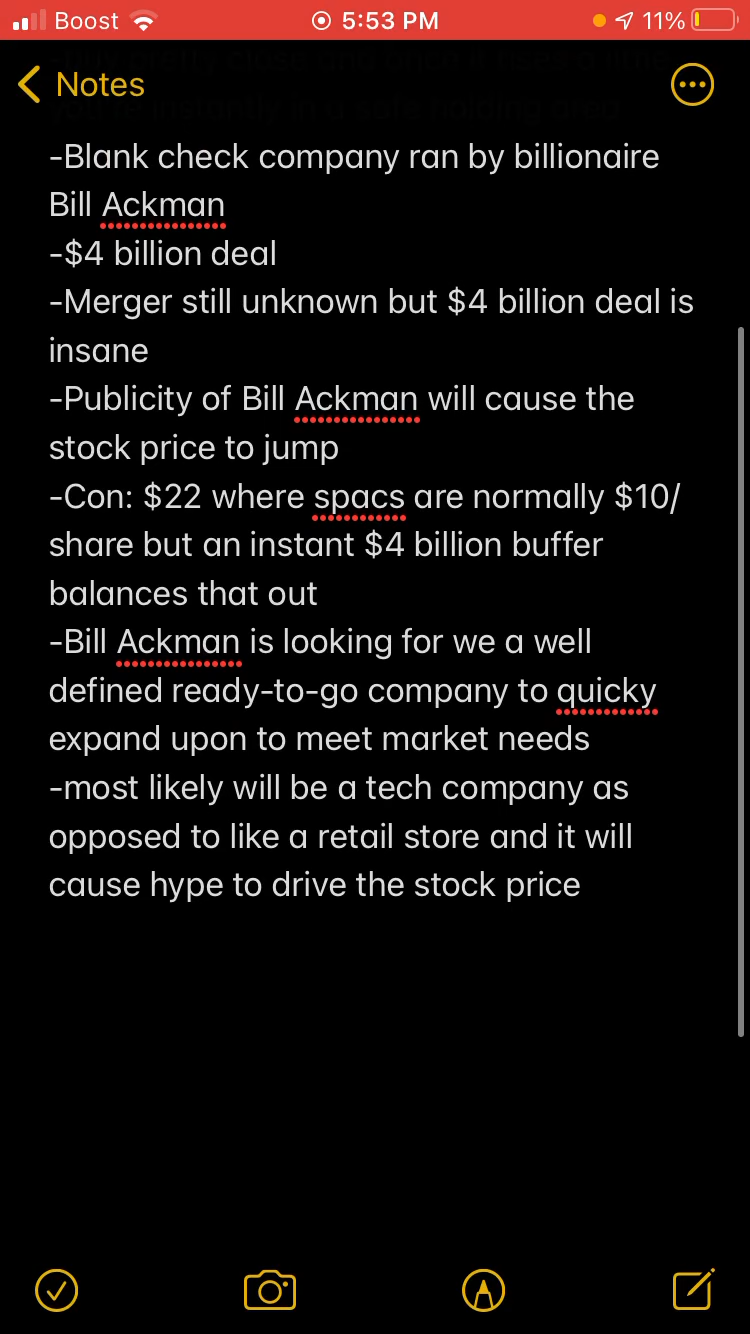 Boost 5:53 PM 11%
Notes
-Blank check company ran by billionaire
Bill Ackman
-$4 billion deal
-Merger still unknown but $4 billion deal is
insane
-Publicity of Bill Ackman will cause the
stock price to jump
-Con: $22 where spacs are normally $10/
share but an instant $4 billion buffer
balances that out
-Bill Ackman is looking for we a well
defined ready-to-go company to quicky
expand upon to meet market needs
-most likely will be a tech company as
opposed to like a retail store and it will
cause hype to drive the stock price